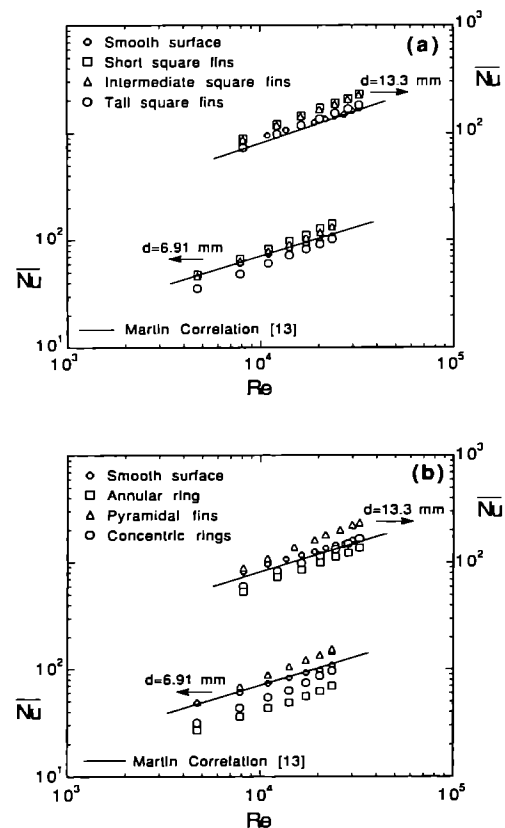 (a)
Smooth surface
Short square fins
Intermediate square fins
Tall square fins
d=13.3 mm
d=6.91 mm
Martin Correlation [13]
10³
10²
Nu
10²
Nu
10¹
10³
10⁴
10⁵
Re
(b)
Smooth surface
Annular ring
Pyramidal fins
Concentric rings
d=13.3 mm
d=6.91 mm
Martin Correlation [13]
10³
10²
Nu
10²
Nu
10¹
10³
10⁴
10⁵
Re